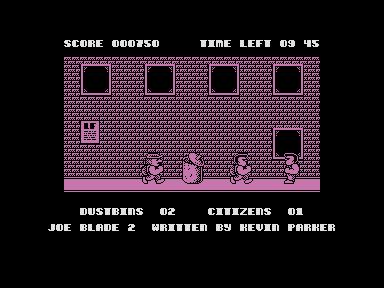 SCORE 000750 TIME LEFT 09 45
DUSTBINS 02 CITIZENS 01
JOE BLADE 2 WRITTEN BY KEVIN PARKER